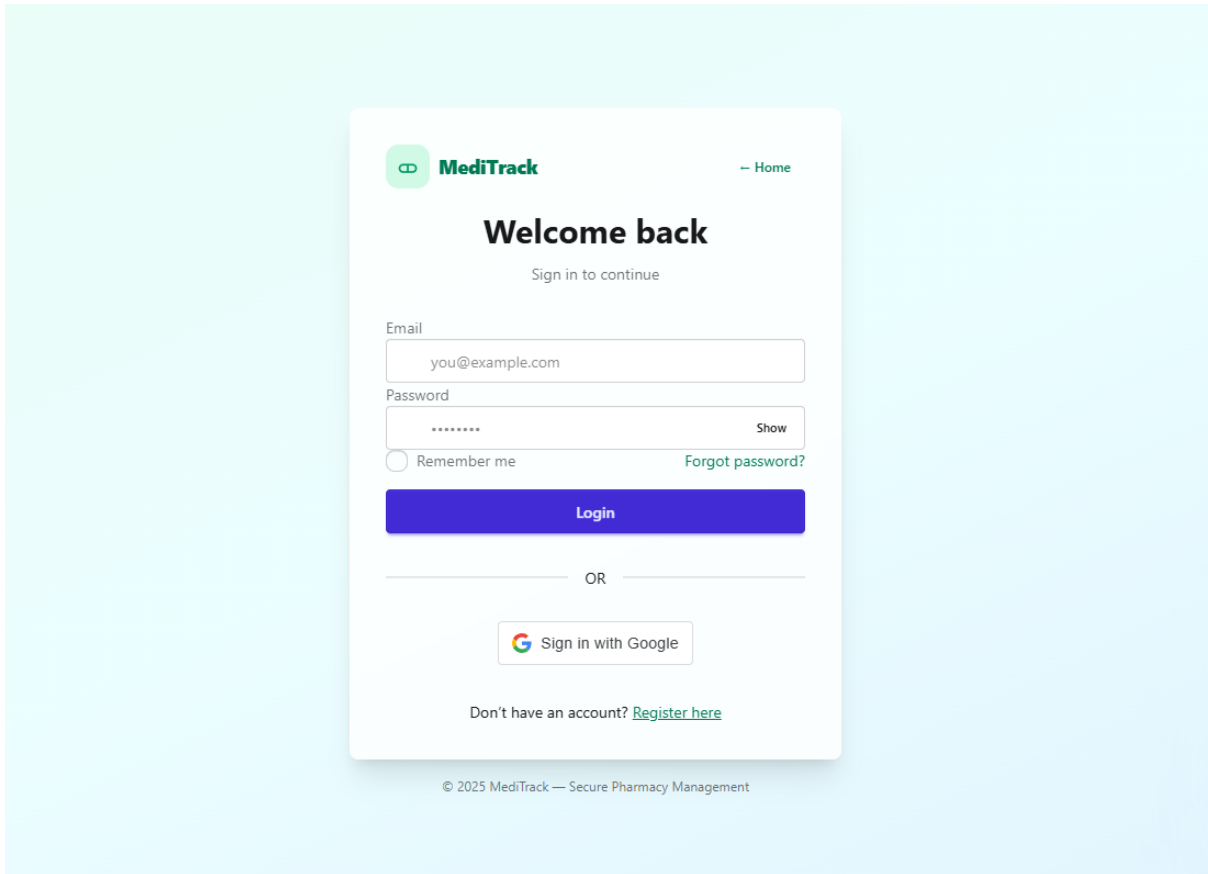 MediTrack
← Home
Welcome back
Sign in to continue
Email
you@example.com
Password
••••••••
Show
Remember me
Forgot password?
Login
OR
Sign in with Google
Don’t have an account? Register here
© 2025 MediTrack — Secure Pharmacy Management